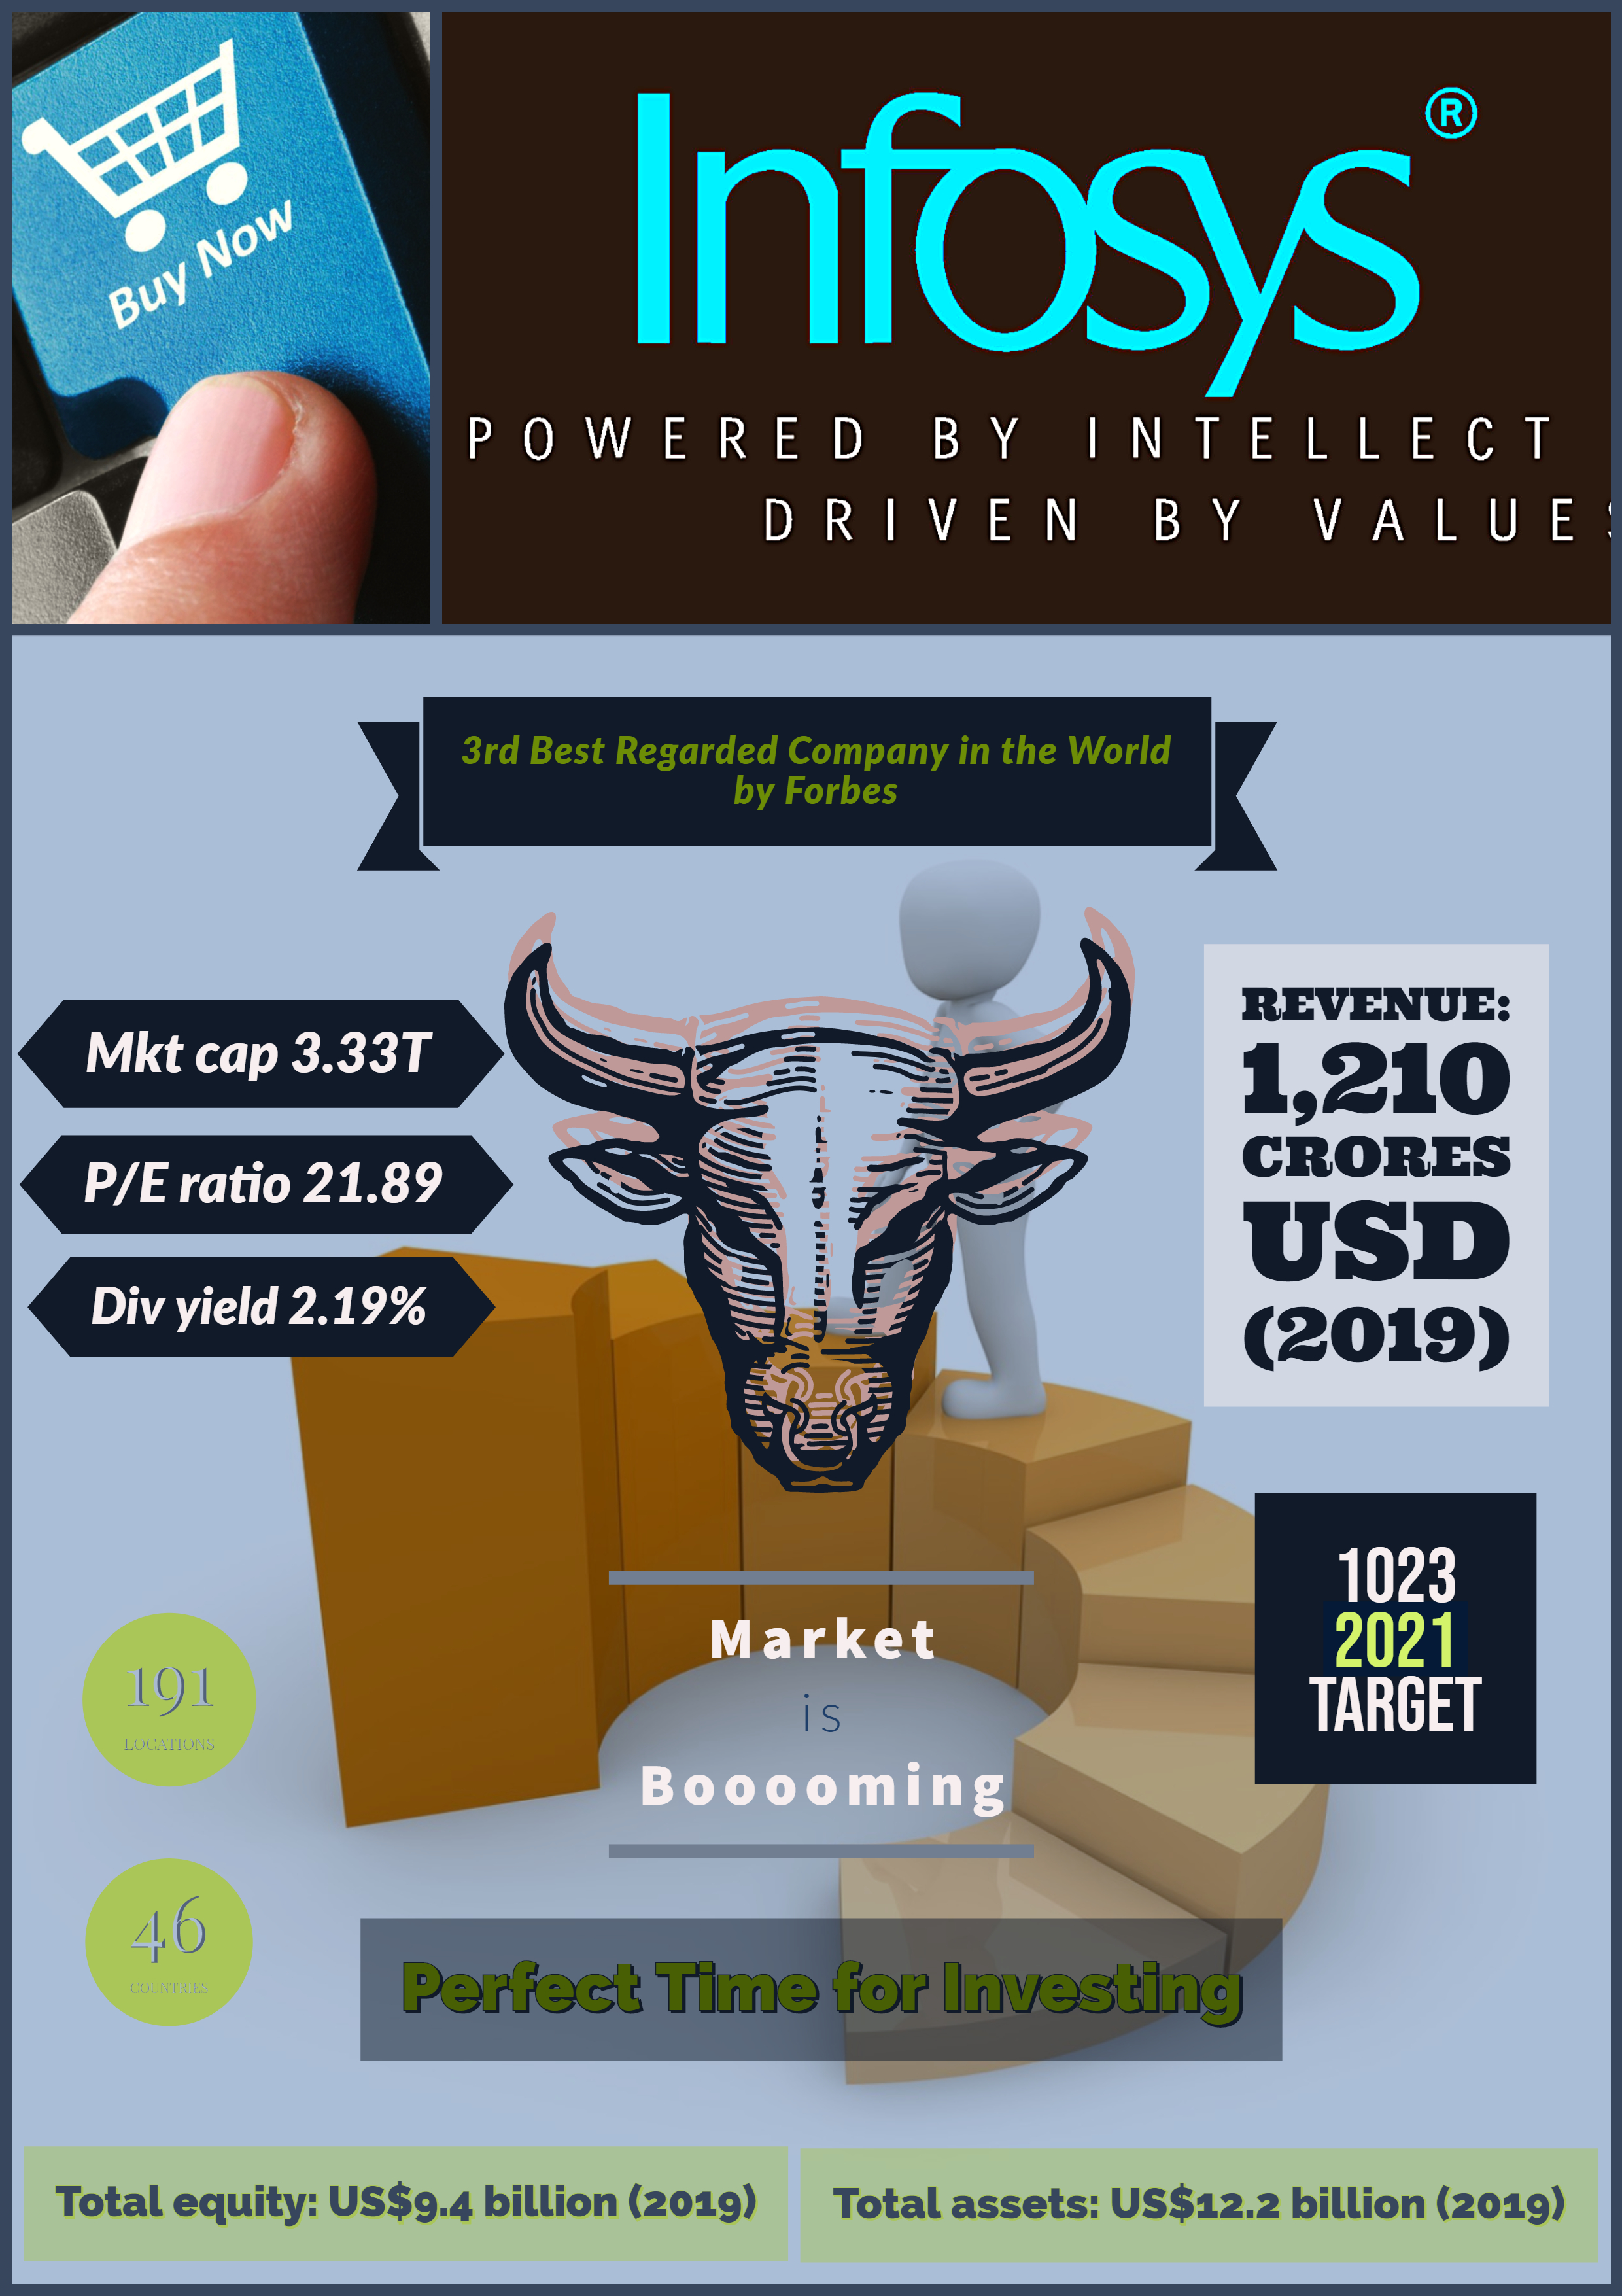 Buy Now
Infosys®
POWERED BY INTELLECT
DRIVEN BY VALUES
3rd Best Regarded Company in the World
by Forbes
Mkt cap 3.33T
P/E ratio 21.89
Div yield 2.19%
REVENUE:
1,210
CRORES
USD
(2019)
1023
2021
TARGET
191
LOCATIONS
46
COUNTRIES
Market
is
Booooming
Perfect Time for Investing
Total equity: US$9.4 billion (2019)
Total assets: US$12.2 billion (2019)